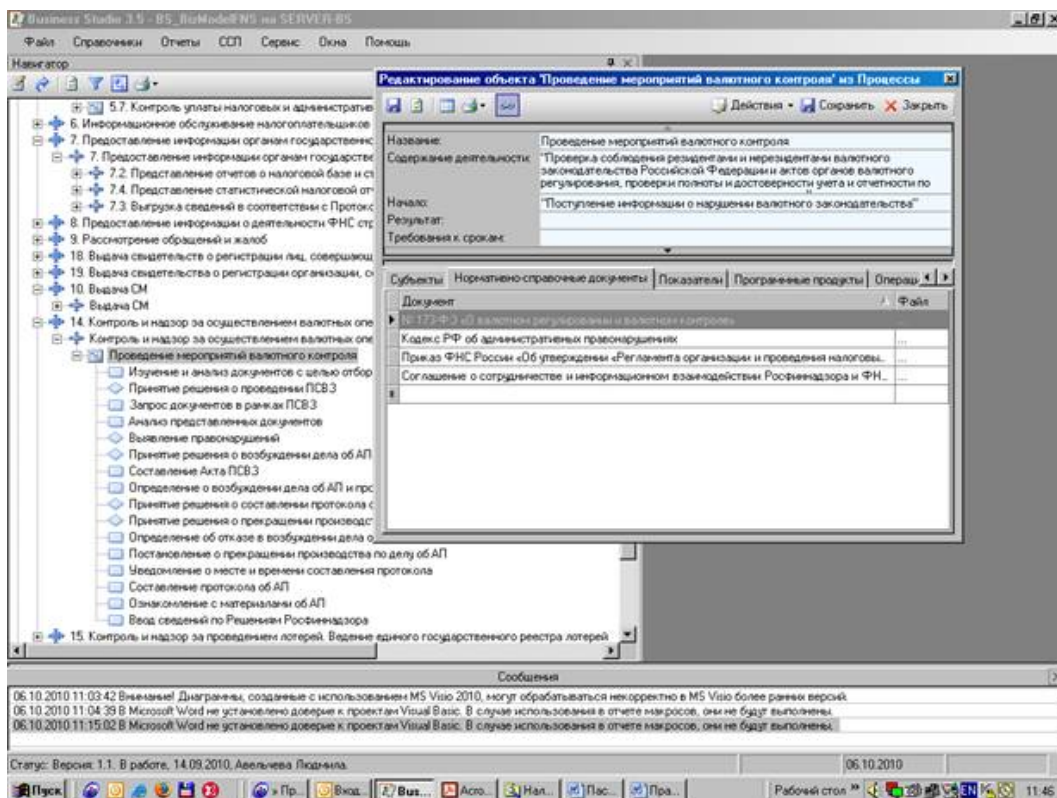 Business Studio 3.5 - BS_BizModelFNS на SERVER-BS
Файл Справочники Отчеты ССП Сервис Окна Помощь
Навигатор
5.7. Контроль уплаты налоговых и административ
6. Информационное обслуживание налогоплательщиков
7. Предоставление информации органам государственн
7. Предоставление информации органам государстве
7.2. Представление отчетов о налоговой базе и ст
7.4. Представление статистической налоговой от
7.3. Выгрузка сведений в соответствии с Протокс
8. Предоставление информации о деятельности ФНС стр
9. Рассмотрение обращений и жалоб
18. Выдача свидетельств о регистрации лиц, совершающ
19. Выдача свидетельства о регистрации организации, с
10. Выдача СМ
Выдача СМ
14. Контроль и надзор за осуществлением валютных опе
Контроль и надзор за осуществлением валютных опе
Проведение мероприятий валютного контроля
Изучение и анализ документов с целью отбор
Принятие решения о проведении ПСВЗ
Запрос документов в рамках ПСВЗ
Анализ представленных документов
Выявление правонарушений
Принятие решения о возбуждении дела об АП
Составление Акта ПСВЗ
Определение о возбуждении дела об АП и прс
Принятие решения о составлении протокола с
Принятие решения о прекращении производс
Определение об отказе в возбуждении дела о
Постановление о прекращении производства по делу об АП
Уведомление о месте и времени составления протокола
Составление протокола об АП
Ознакомление с материалами об АП
Ввод сведений по Решениям Росфиннадзора
15. Контроль и надзор за проведением лотерей. Ведение единого государственного реестра лотерей
Редактирование объекта 'Проведение мероприятий валютного контроля' из Процессы
Действия Сохранить Закрыть
Название: Проведение мероприятий валютного контроля
Содержание деятельности: "Проверка соблюдения резидентами и нерезидентами валютного
законодательства Российской Федерации и актов органов валютного
регулирования, проверки полноты и достоверности учета и отчетности по
Начало: "Поступление информации о нарушении валютного законодательства"
Результат:
Требования к срокам:
Субъекты Нормативно-справочные документы Показатели Программные продукты Операц
Документ Файл
№ 173-ФЗ «О валютном регулировании и валютном контроле»
Кодекс РФ об административных правонарушениях ...
Приказ ФНС России «Об утверждении «Регламента организации и проведения налоговы... ...
Соглашение о сотрудничестве и информационном взаимодействии Росфиннадзора и ФН... ...
Сообщения
06.10.2010 11:03:42 Внимание! Диаграммы, созданные с использованием MS Visio 2010, могут обрабатываться некорректно в MS Visio более ранних версий.
06.10.2010 11:04:39 В Microsoft Word не установлено доверие к проектам Visual Basic. В случае использования в отчете макросов, они не будут выполнены.
06.10.2010 11:15:02 В Microsoft Word не установлено доверие к проектам Visual Basic. В случае использования в отчете макросов, они не будут выполнены.
Статус: Версия: 1.1. В работе, 14.09.2010, Авельчева Людмила. 06.10.2010
Пуск » Пр... Вход... Bus... Acro... Нал... Пас... Пра... Рабочий стол » EN 11:46